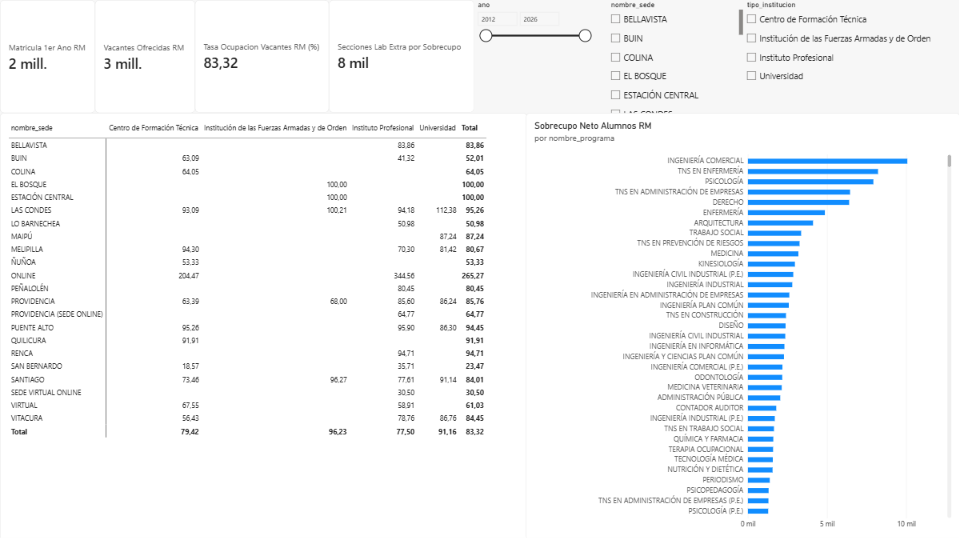 Matricula 1er Ano RM
2 mill.
Vacantes Ofrecidas RM
3 mill.
Tasa Ocupacion Vacantes RM (%)
83,32
Secciones Lab Extra por Sobrecupo
8 mil
ano
2012 2026
nombre_sede
BELLAVISTA
BUIN
COLINA
EL BOSQUE
ESTACIÓN CENTRAL
LAS CONDES
tipo_institucion
Centro de Formación Técnica
Institución de las Fuerzas Armadas y de Orden
Instituto Profesional
Universidad
nombre_sede Centro de Formación Técnica Institución de las Fuerzas Armadas y de Orden Instituto Profesional Universidad Total
BELLAVISTA 83,86 83,86
BUIN 63,09 41,32 52,01
COLINA 64,05 64,05
EL BOSQUE 100,00 100,00
ESTACIÓN CENTRAL 100,00 100,00
LAS CONDES 93,09 100,21 94,18 112,38 95,26
LO BARNECHEA 50,98 50,98
MAIPÚ 87,24 87,24
MELIPILLA 94,30 70,30 81,42 80,67
ÑUÑOA 53,33 53,33
ONLINE 204,47 344,56 265,27
PEÑALOLÉN 80,45 80,45
PROVIDENCIA 63,39 68,00 85,60 86,24 85,76
PROVIDENCIA (SEDE ONLINE) 64,77 64,77
PUENTE ALTO 95,26 95,90 86,30 94,45
QUILICURA 91,91 91,91
RENCA 94,71 94,71
SAN BERNARDO 18,57 35,71 23,47
SANTIAGO 73,46 96,27 77,61 91,14 84,01
SEDE VIRTUAL ONLINE 30,50 30,50
VIRTUAL 67,55 58,91 61,03
VITACURA 56,43 78,76 86,76 84,45
Total 79,42 96,23 77,50 91,16 83,32
Sobrecupo Neto Alumnos RM
por nombre_programa
INGENIERÍA COMERCIAL
TNS EN ENFERMERÍA
PSICOLOGÍA
TNS EN ADMINISTRACIÓN DE EMPRESAS
DERECHO
ENFERMERÍA
ARQUITECTURA
TRABAJO SOCIAL
TNS EN PREVENCIÓN DE RIESGOS
MEDICINA
KINESIOLOGÍA
INGENIERÍA CIVIL INDUSTRIAL (P.E.)
INGENIERÍA INDUSTRIAL
INGENIERÍA EN ADMINISTRACIÓN DE EMPRESAS
INGENIERÍA PLAN COMÚN
TNS EN CONSTRUCCIÓN
DISEÑO
INGENIERÍA CIVIL INDUSTRIAL
INGENIERÍA EN INFORMÁTICA
INGENIERÍA Y CIENCIAS PLAN COMÚN
INGENIERÍA COMERCIAL (P.E.)
ODONTOLOGÍA
MEDICINA VETERINARIA
ADMINISTRACIÓN PÚBLICA
CONTADOR AUDITOR
INGENIERÍA INDUSTRIAL (P.E.)
TNS EN TRABAJO SOCIAL
QUÍMICA Y FARMACIA
TERAPIA OCUPACIONAL
TECNOLOGÍA MÉDICA
NUTRICIÓN Y DIETÉTICA
PERIODISMO
PSICOPEDAGOGÍA
TNS EN ADMINISTRACIÓN DE EMPRESAS (P.E.)
PSICOLOGÍA (P.E.)
0 mil 5 mil 10 mil